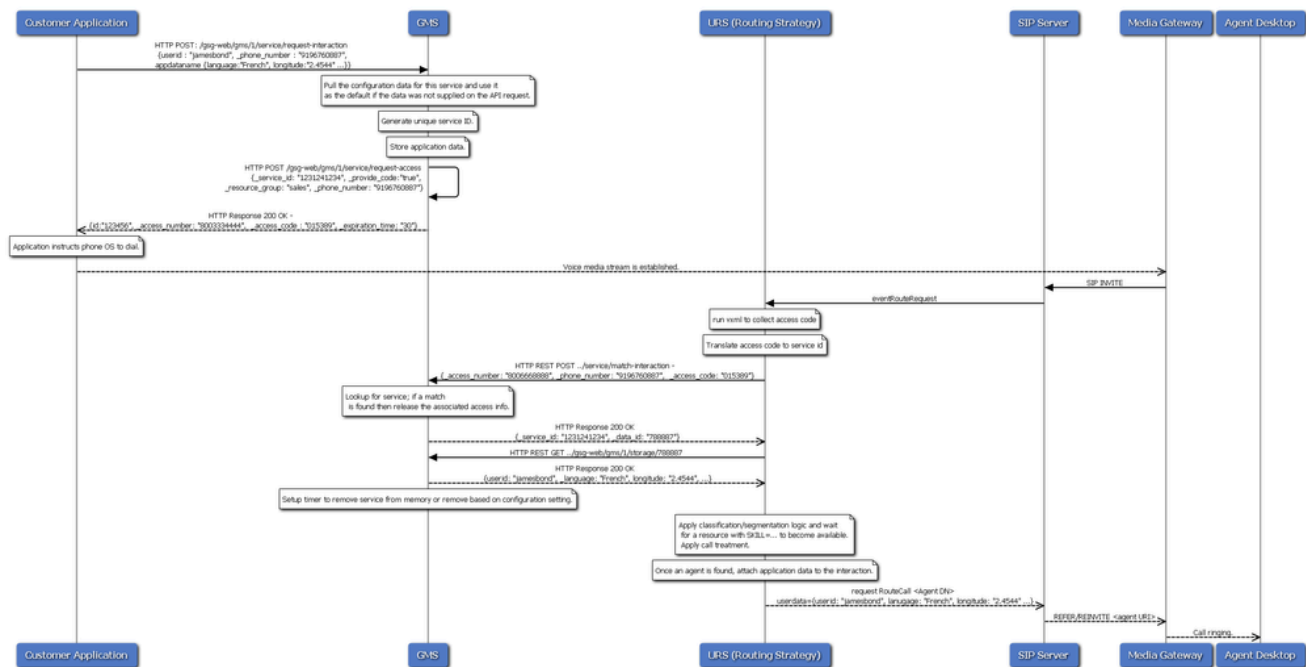 Customer Application
GMS
URS (Routing Strategy)
SIP Server
Media Gateway
Agent Desktop
HTTP POST: /gsg-web/gms/1/service/request-interaction
{userid : "jamesbond", _phone_number : "9196760887",
appdataname {language:"French", longitude:"2.4544" ...}}
Pull the configuration data for this service and use it
as the default if the data was not supplied on the API request.
Generate unique service ID.
Store application data.
HTTP POST /gsg-web/gms/1/service/request-access
{_service_id: "1231241234", _provide_code:"true",
_resource_group: "sales", _phone_number: "9196760887"}
HTTP Response 200 OK -
{id:"123456", _access_number: "8003334444", _access_code : "015389", _expiration_time: "30"}
Application instructs phone OS to dial.
Voice media stream is established.
SIP INVITE
eventRouteRequest
run vxml to collect access code
Translate access code to service id
HTTP REST POST ../service/match-interaction -
{_access_number: "8006668888", _phone_number: "9196760887", _access_code: "015389"}
Lookup for service; if a match
is found then release the associated access info.
HTTP Response 200 OK
{_service_id: "1231241234", _data_id: "788887"}
HTTP REST GET ../gsg-web/gms/1/storage/788887
HTTP Response 200 OK
{userid: "jamesbond", _language: "French", longitude: "2.4544", ...}
Setup timer to remove service from memory or remove based on configuration setting.
Apply classification/segmentation logic and wait
for a resource with SKILL=... to become available.
Apply call treatment.
Once an agent is found, attach application data to the interaction.
request RouteCall <Agent DN>
userdata={userid: "jamesbond", lanugage: "French", longitude: "2.4544" ...}
REFER/REINVITE <agent URI>
Call ringing.
Customer Application
GMS
URS (Routing Strategy)
SIP Server
Media Gateway
Agent Desktop